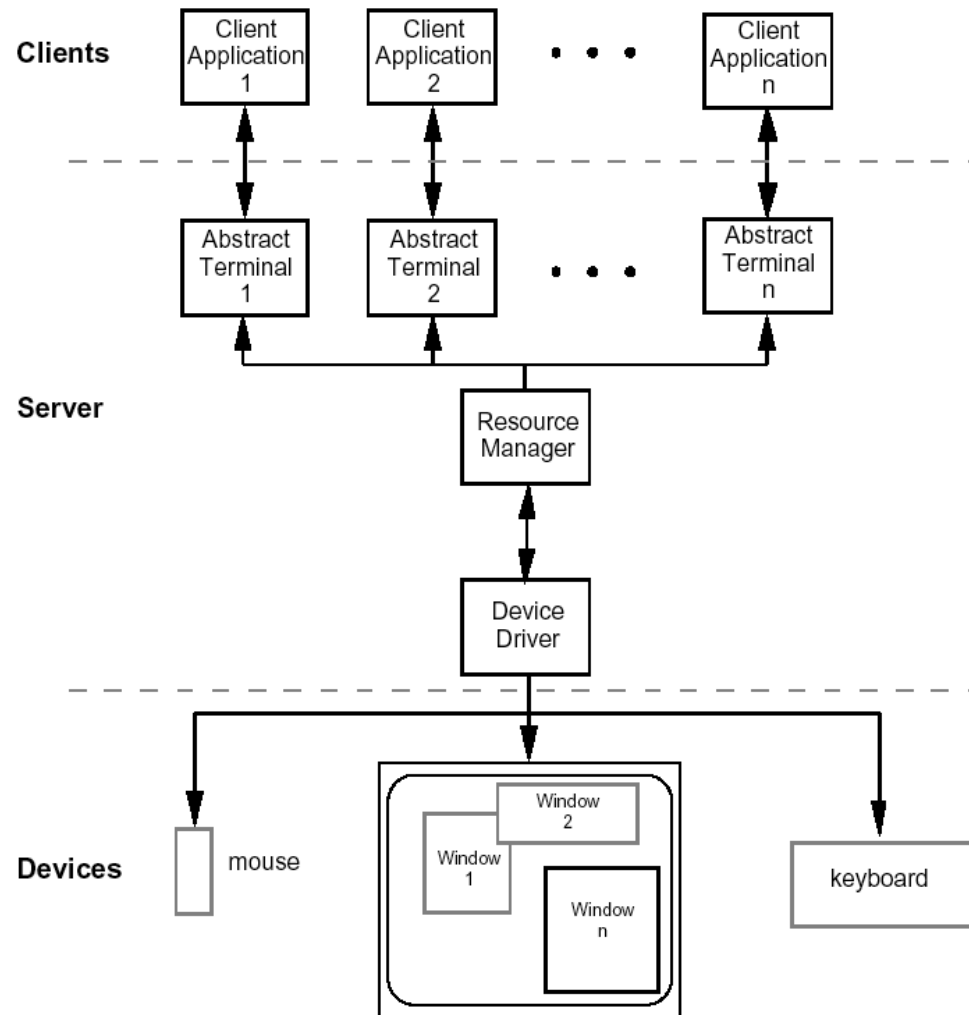 Clients
Client
Application
1
Client
Application
2
Client
Application
n
Abstract
Terminal
1
Abstract
Terminal
2
Abstract
Terminal
n
Server
Resource
Manager
Device
Driver
Devices
mouse
Window
1
Window
2
Window
n
keyboard